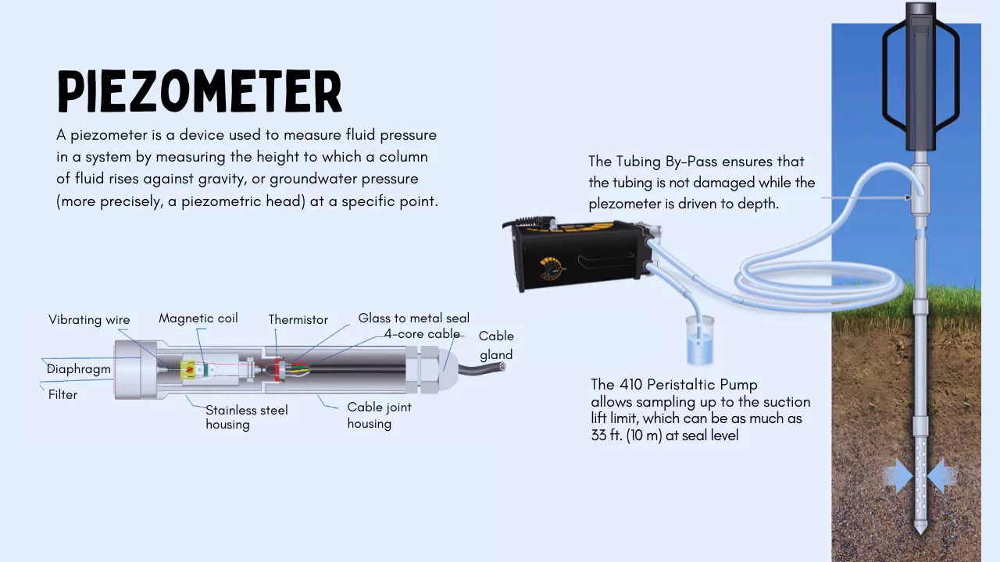 PIEZOMETER
A piezometer is a device used to measure fluid pressure
in a system by measuring the height to which a column
of fluid rises against gravity, or groundwater pressure
(more precisely, a piezometric head) at a specific point.
The Tubing By-Pass ensures that
the tubing is not damaged while the
plezometer is driven to depth.
Vibrating wire
Magnetic coil
Thermistor
Glass to metal seal
4-core cable
Cable
gland
Diaphragm
Filter
Stainless steel
housing
Cable joint
housing
The 410 Peristaltic Pump
allows sampling up to the suction
lift limit, which can be as much as
33 ft. (10 m) at seal level